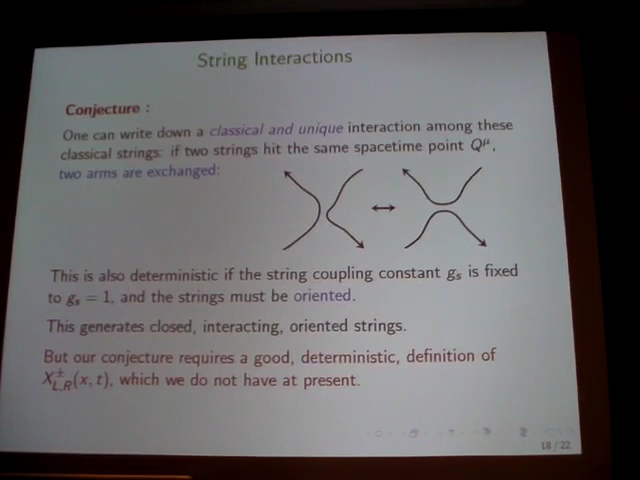 String Interactions
Conjecture :
One can write down a classical and unique interaction among these
classical strings: if two strings hit the same spacetime point Q^μ,
two arms are exchanged:
This is also deterministic if the string coupling constant g_s is fixed
to g_s = 1, and the strings must be oriented.
This generates closed, interacting, oriented strings.
But our conjecture requires a good, deterministic, definition of
X^±_{L,R}(x, t), which we do not have at present.
18 / 22